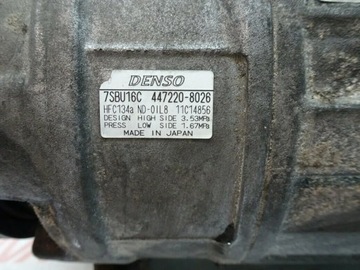 DENSO
7SBU16C 447220-8026
HFC134a ND-OIL8 11C14856
DESIGN HIGH SIDE 3.53MPa
PRESS LOW SIDE 1.67MPa
MADE IN JAPAN